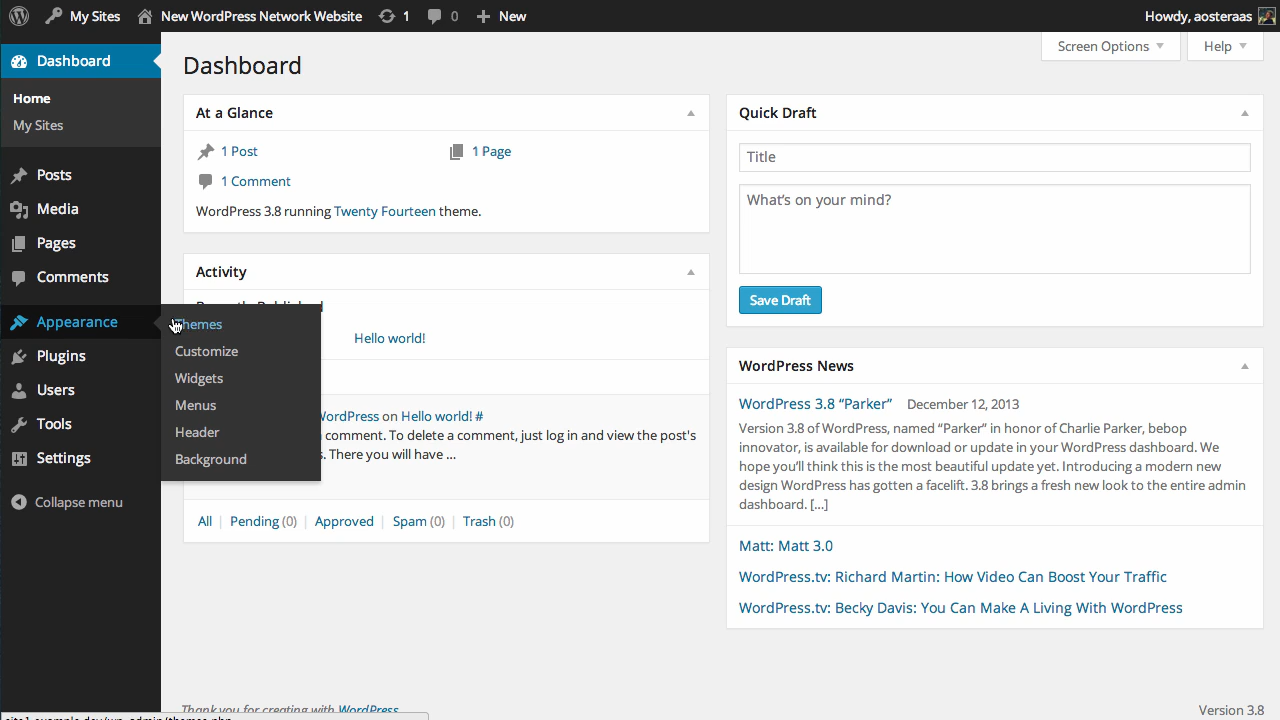 My Sites New WordPress Network Website 1 0 New Howdy, aosteraas
Screen Options Help
Dashboard
Home
My Sites
Posts
Media
Pages
Comments
Appearance
Plugins
Users
Tools
Settings
Collapse menu
Themes
Customize
Widgets
Menus
Header
Background
Dashboard
At a Glance
1 Post
1 Page
1 Comment
WordPress 3.8 running Twenty Fourteen theme.
Activity
Hello world!
WordPress on Hello world! #
comment. To delete a comment, just log in and view the post's
There you will have ...
All Pending (0) Approved Spam (0) Trash (0)
Quick Draft
Title
What's on your mind?
Save Draft
WordPress News
WordPress 3.8 “Parker” December 12, 2013
Version 3.8 of WordPress, named “Parker” in honor of Charlie Parker, bebop
innovator, is available for download or update in your WordPress dashboard. We
hope you'll think this is the most beautiful update yet. Introducing a modern new
design WordPress has gotten a facelift. 3.8 brings a fresh new look to the entire admin
dashboard. [...]
Matt: Matt 3.0
WordPress.tv: Richard Martin: How Video Can Boost Your Traffic
WordPress.tv: Becky Davis: You Can Make A Living With WordPress
Thank you for creating with WordPress
Version 3.8